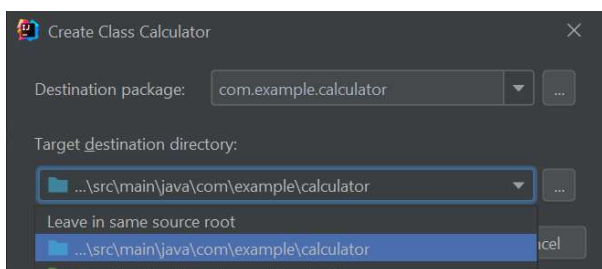 Create Class Calculator
Destination package: com.example.calculator ...
Target destination directory:
...\src\main\java\com\example\calculator ...
Leave in same source root
...\src\main\java\com\example\calculator